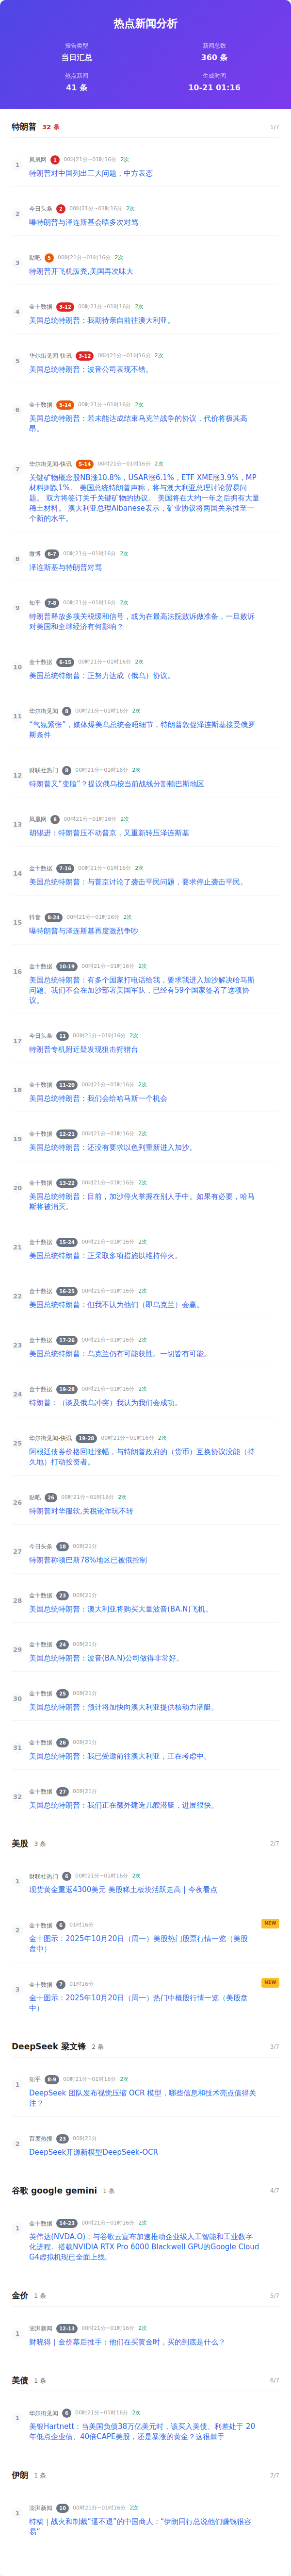 热点新闻分析
报告类型
新闻总数
当日汇总
360 条
热点新闻
生成时间
41 条
10-21 01:16
特朗普 32 条 1/7
1
凤凰网 1 00时21分~01时16分 2次
特朗普对中国列出三大问题，中方表态
2
今日头条 2 00时21分~01时16分 2次
曝特朗普与泽连斯基会晤多次对骂
3
贴吧 5 00时21分~01时16分 2次
特朗普开飞机泼粪,美国再次味大
4
金十数据 3-12 00时21分~01时16分 2次
美国总统特朗普：我期待亲自前往澳大利亚。
5
华尔街见闻-快讯 3-12 00时21分~01时16分 2次
美国总统特朗普：波音公司表现不错。
6
金十数据 5-14 00时21分~01时16分 2次
美国总统特朗普：若未能达成结束乌克兰战争的协议，代价将极其高
昂。
7
华尔街见闻-快讯 5-14 00时21分~01时16分 2次
关键矿物概念股NB涨10.8%，USAR涨6.1%，ETF XME涨3.9%，MP
材料则跌1%。 美国总统特朗普声称，将与澳大利亚总理讨论贸易问
题。 双方将签订关于关键矿物的协议。 美国将在大约一年之后拥有大量
稀土材料。 澳大利亚总理Albanese表示，矿业协议将两国关系推至一
个新的水平。
8
微博 6-7 00时21分~01时16分 2次
泽连斯基与特朗普对骂
9
知乎 7-8 00时21分~01时16分 2次
特朗普释放多项关税缓和信号，或为在最高法院败诉做准备，一旦败诉
对美国和全球经济有何影响？
10
金十数据 6-15 00时21分~01时16分 2次
美国总统特朗普：正努力达成（俄乌）协议。
11
华尔街见闻 8 00时21分~01时16分 2次
“气氛紧张”，媒体爆美乌总统会晤细节，特朗普敦促泽连斯基接受俄罗
斯条件
12
财联社热门 8 00时21分~01时16分 2次
特朗普又“变脸”？提议俄乌按当前战线分割顿巴斯地区
13
凤凰网 8 00时21分~01时16分 2次
胡锡进：特朗普压不动普京，又重新转压泽连斯基
14
金十数据 7-16 00时21分~01时16分 2次
美国总统特朗普：与普京讨论了袭击平民问题，要求停止袭击平民。
15
抖音 8-24 00时21分~01时16分 2次
曝特朗普与泽连斯基再度激烈争吵
16
金十数据 10-19 00时21分~01时16分 2次
美国总统特朗普：有多个国家打电话给我，要求我进入加沙解决哈马斯
问题。我们不会在加沙部署美国军队，已经有59个国家签署了这项协
议。
17
今日头条 11 00时21分~01时16分 2次
特朗普专机附近疑发现狙击狩猎台
18
金十数据 11-20 00时21分~01时16分 2次
美国总统特朗普：我们会给哈马斯一个机会
19
金十数据 12-21 00时21分~01时16分 2次
美国总统特朗普：还没有要求以色列重新进入加沙。
20
金十数据 13-22 00时21分~01时16分 2次
美国总统特朗普：目前，加沙停火掌握在别人手中。如果有必要，哈马
斯将被消灭。
21
金十数据 15-24 00时21分~01时16分 2次
美国总统特朗普：正采取多项措施以维持停火。
22
金十数据 16-25 00时21分~01时16分 2次
美国总统特朗普：但我不认为他们（即乌克兰）会赢。
23
金十数据 17-26 00时21分~01时16分 2次
美国总统特朗普：乌克兰仍有可能获胜。一切皆有可能。
24
金十数据 19-28 00时21分~01时16分 2次
特朗普：（谈及俄乌冲突）我认为我们会成功。
25
华尔街见闻-快讯 19-28 00时21分~01时16分 2次
阿根廷债券价格回吐涨幅，与特朗普政府的（货币）互换协议没能（持
久地）打动投资者。
26
贴吧 26 00时21分~01时16分 2次
特朗普对华服软,关税讹诈玩不转
27
今日头条 18 00时21分
特朗普称顿巴斯78%地区已被俄控制
28
金十数据 23 00时21分
美国总统特朗普：澳大利亚将购买大量波音(BA.N)飞机。
29
金十数据 24 00时21分
美国总统特朗普：波音(BA.N)公司做得非常好。
30
金十数据 25 00时21分
美国总统特朗普：预计将加快向澳大利亚提供核动力潜艇。
31
金十数据 26 00时21分
美国总统特朗普：我已受邀前往澳大利亚，正在考虑中。
32
金十数据 27 00时21分
美国总统特朗普：我们正在额外建造几艘潜艇，进展很快。
美股 3 条 2/7
1
财联社热门 6 00时21分~01时16分 2次
现货黄金重返4300美元 美股稀土板块活跃走高 | 今夜看点
2
金十数据 6 01时16分 NEW
金十图示：2025年10月20日（周一）美股热门股票行情一览（美股
盘中）
3
金十数据 7 01时16分 NEW
金十图示：2025年10月20日（周一）热门中概股行情一览（美股盘
中）
DeepSeek 梁文锋 2 条 3/7
1
知乎 8-9 00时21分~01时16分 2次
DeepSeek 团队发布视觉压缩 OCR 模型，哪些信息和技术亮点值得关
注？
2
百度热搜 23 00时21分
DeepSeek开源新模型DeepSeek-OCR
谷歌 google gemini 1 条 4/7
1
金十数据 14-23 00时21分~01时16分 2次
英伟达(NVDA.O)：与谷歌云宣布加速推动企业级人工智能和工业数字
化进程。搭载NVIDIA RTX Pro 6000 Blackwell GPU的Google Cloud
G4虚拟机现已全面上线。
金价 1 条 5/7
1
澎湃新闻 12-13 00时21分~01时16分 2次
财晓得｜金价幕后推手：他们在买黄金时，买的到底是什么？
美债 1 条 6/7
1
华尔街见闻 6 00时21分~01时16分 2次
美银Hartnett：当美国负债38万亿美元时，该买入美债、利差处于 20
年低点企业债、40倍CAPE美股，还是暴涨的黄金？这很棘手
伊朗 1 条 7/7
1
澎湃新闻 10 00时21分~01时16分 2次
特稿｜战火和制裁“逼不退”的中国商人：“伊朗同行总说他们赚钱很容
易”